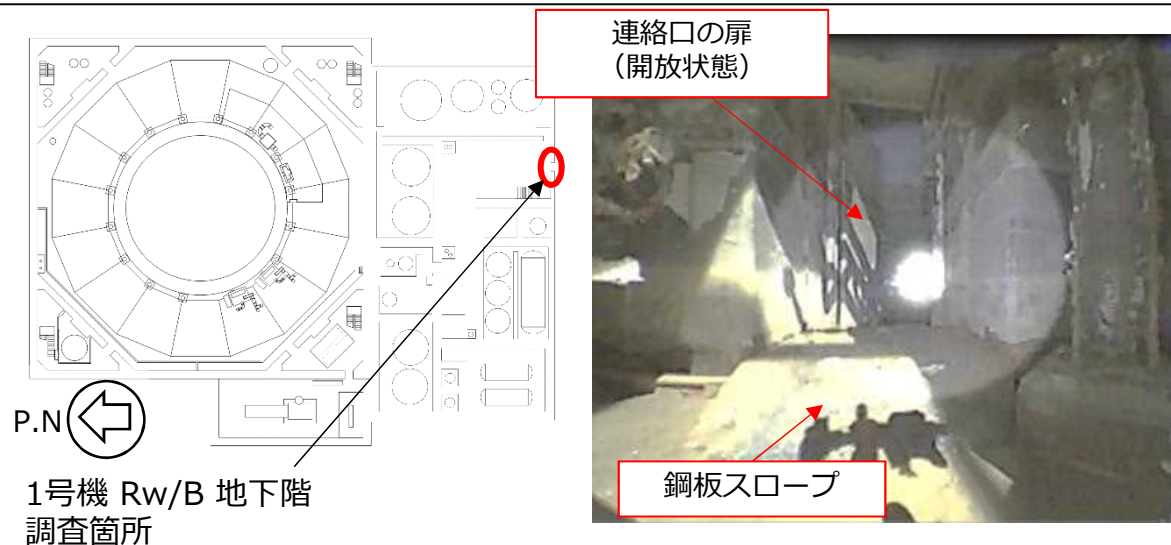 連絡口の扉
（開放状態）
P.N
1号機 Rw/B 地下階
調査箇所
鋼板スロープ